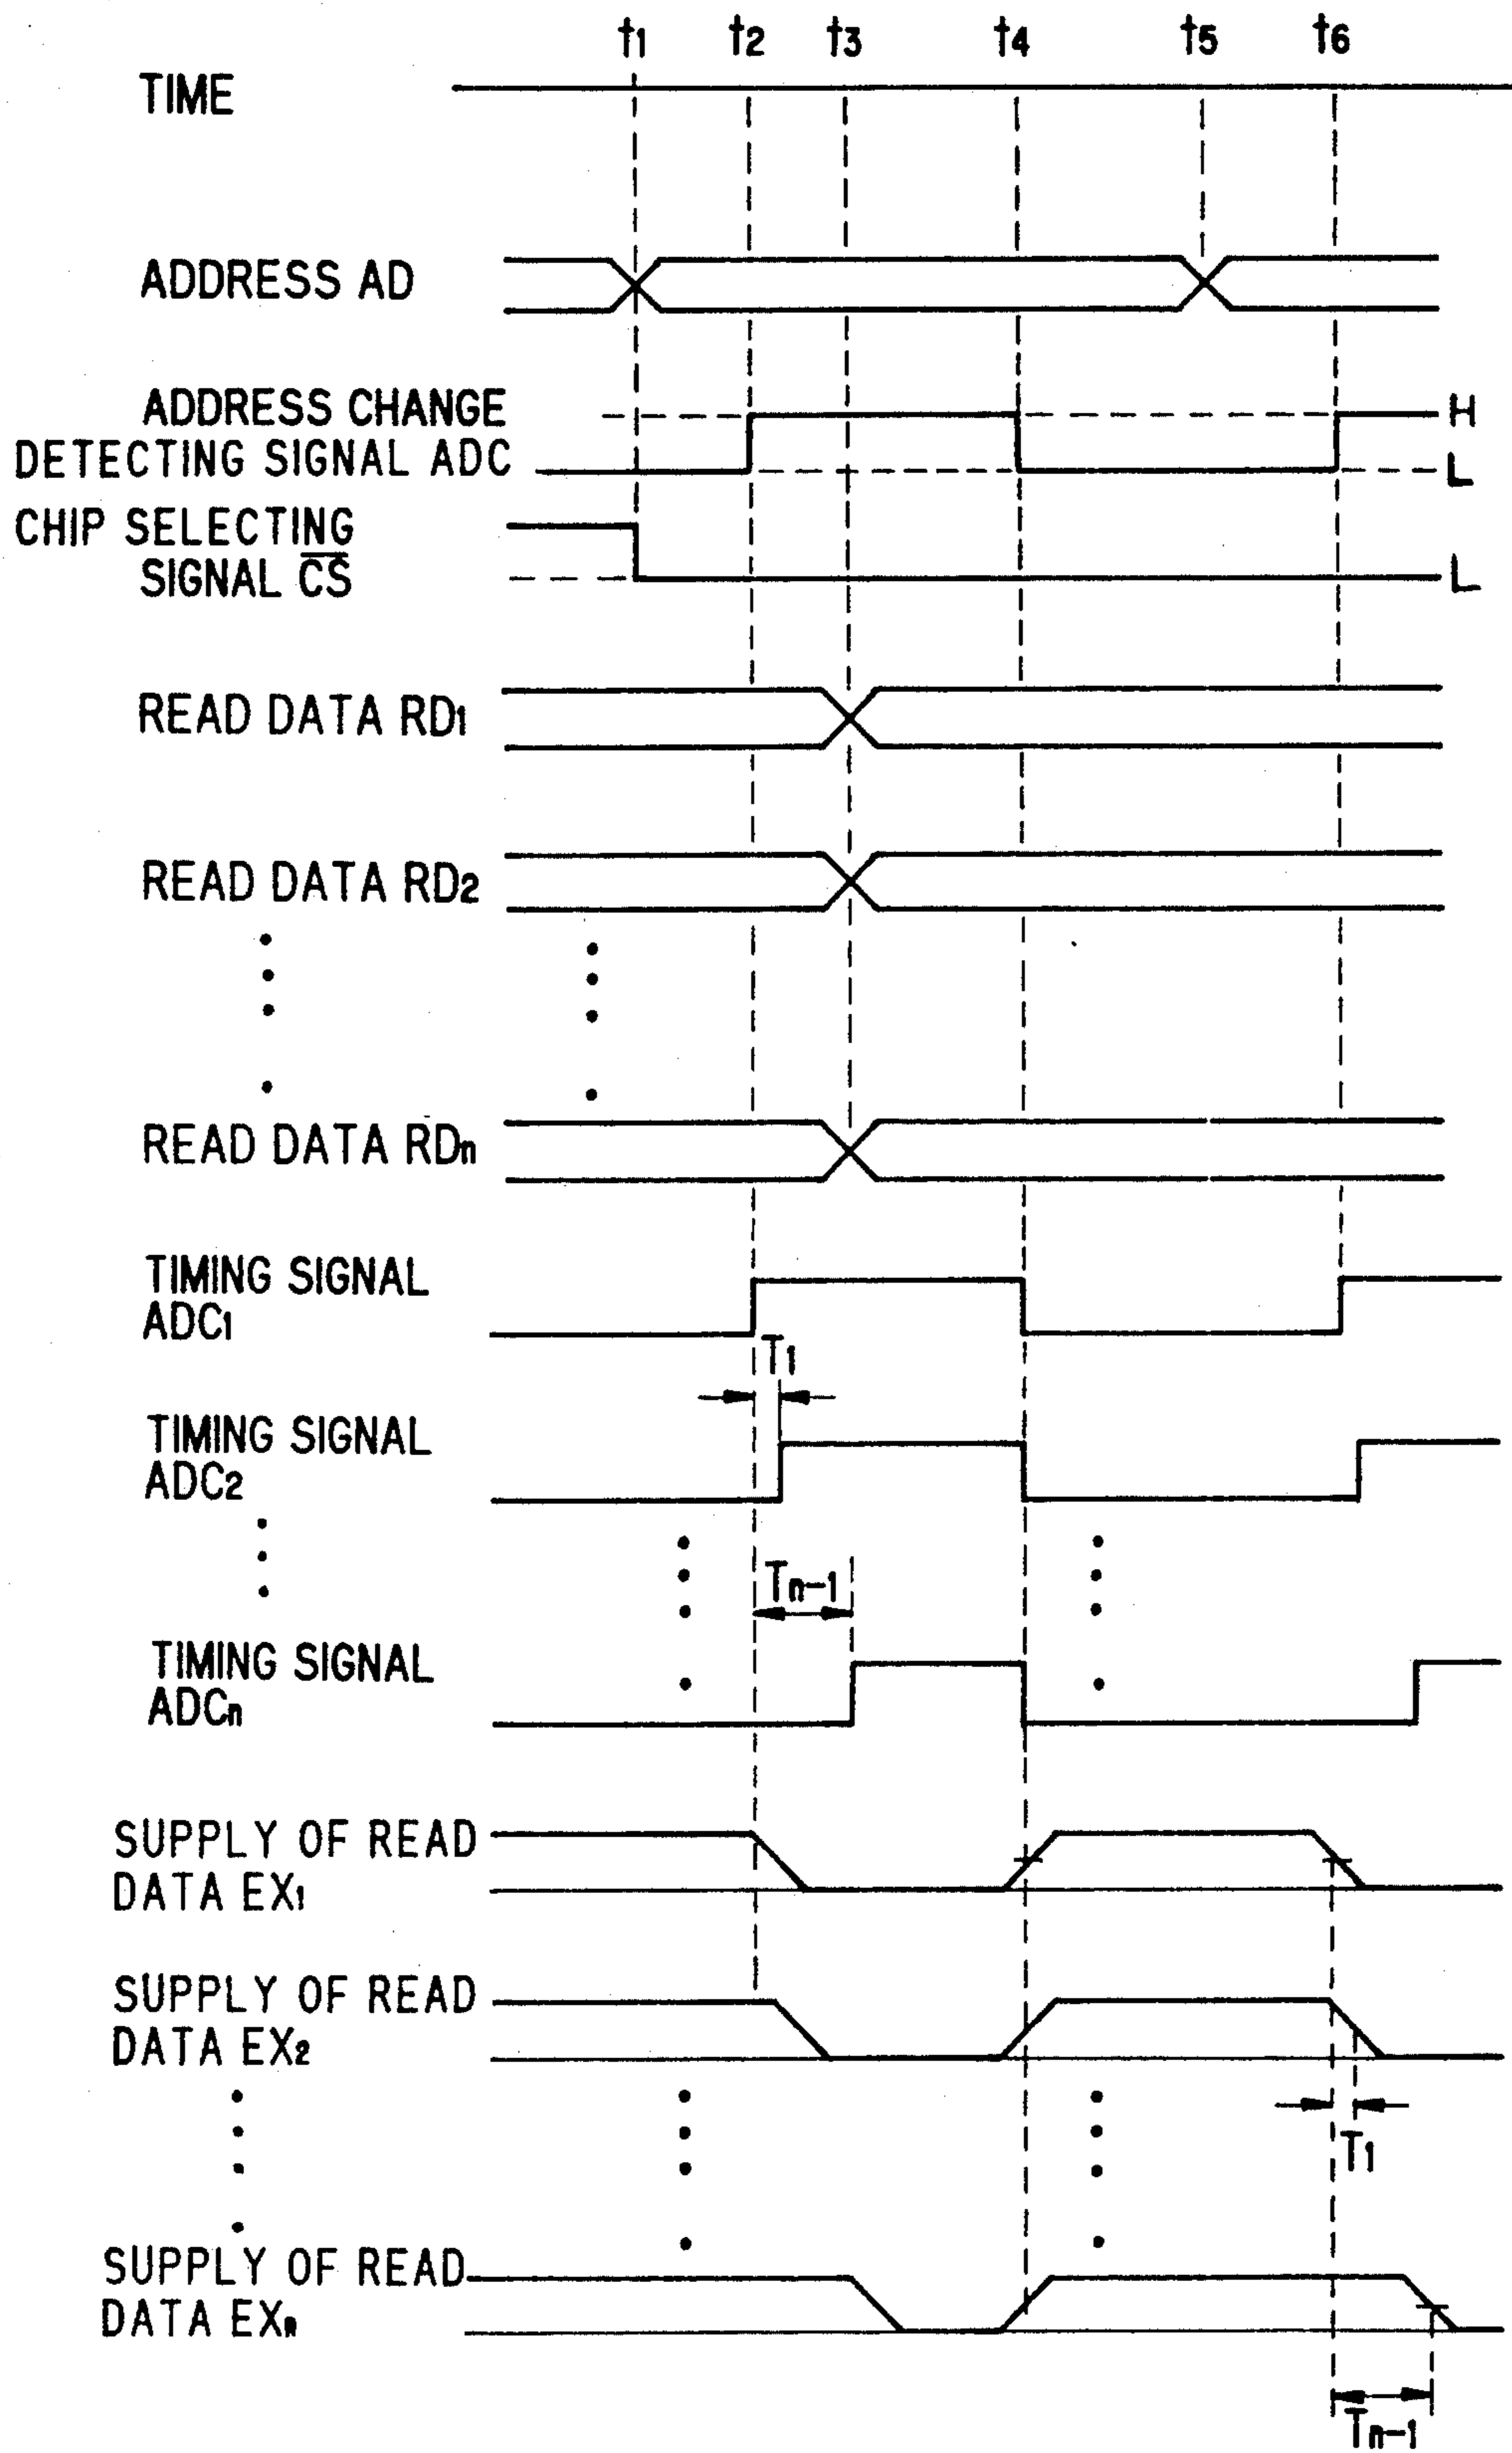 t1 t2 t3 t4 t5 t6
TIME
ADDRESS AD
ADDRESS CHANGE
DETECTING SIGNAL ADC
H
L
CHIP SELECTING
SIGNAL C̅S̅
L
READ DATA RD1
READ DATA RD2
READ DATA RDn
TIMING SIGNAL
ADC1
T1
TIMING SIGNAL
ADC2
Tn-1
TIMING SIGNAL
ADCn
SUPPLY OF READ
DATA EX1
SUPPLY OF READ
DATA EX2
T1
SUPPLY OF READ
DATA EXn
Tn-1